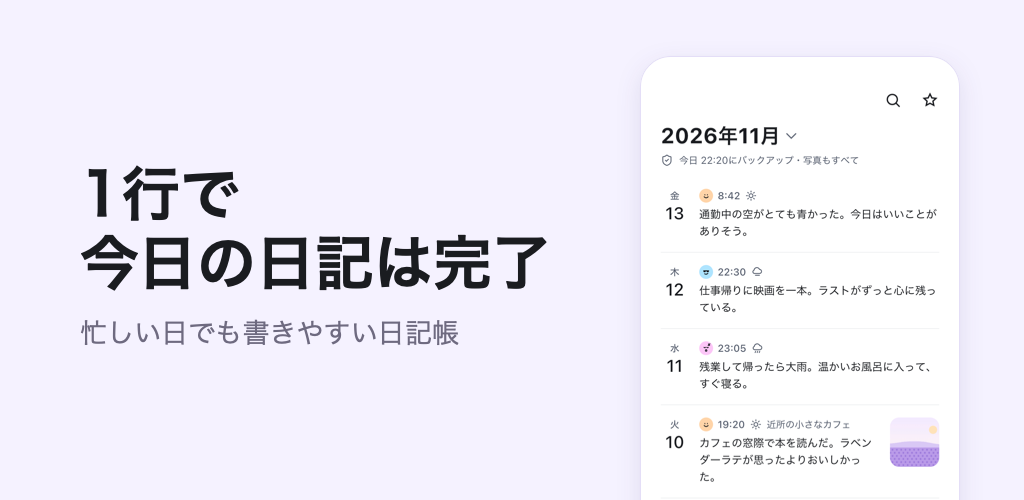 1行で
今日の日記は完了
忙しい日でも書きやすい日記帳
2026年11月
今日 22:20にバックアップ・写真もすべて
金
13
8:42
通勤中の空がとても青かった。今日はいいことが
ありそう。
木
12
22:30
仕事帰りに映画を一本。ラストがずっと心に残っ
ている。
水
11
23:05
残業して帰ったら大雨。温かいお風呂に入って、
すぐ寝る。
火
10
19:20 近所の小さなカフェ
カフェの窓際で本を読んだ。ラベン
ダーラテが思ったよりおいしかっ
た。